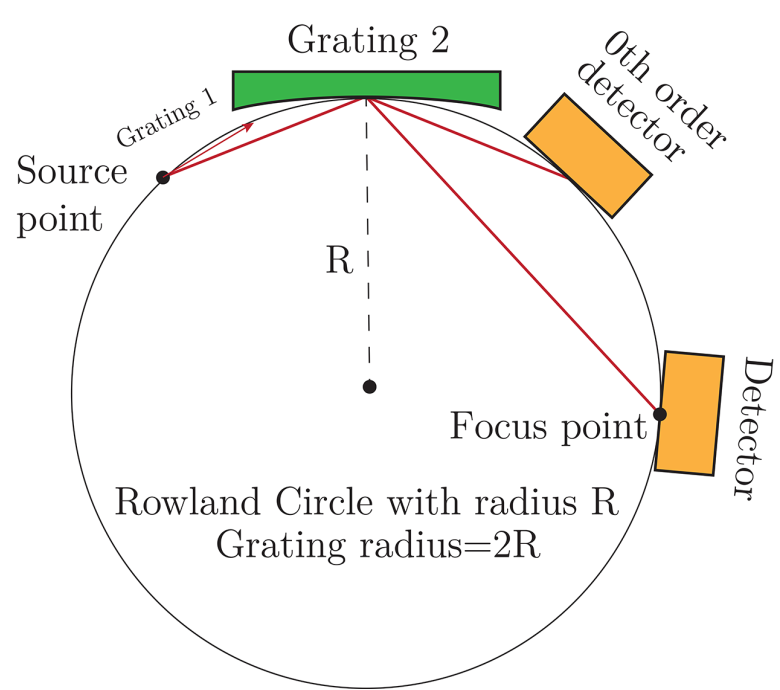 Grating 2
Grating 1
0th order
detector
Source
point
R
Focus point
Detector
Rowland Circle with radius R
Grating radius=2R